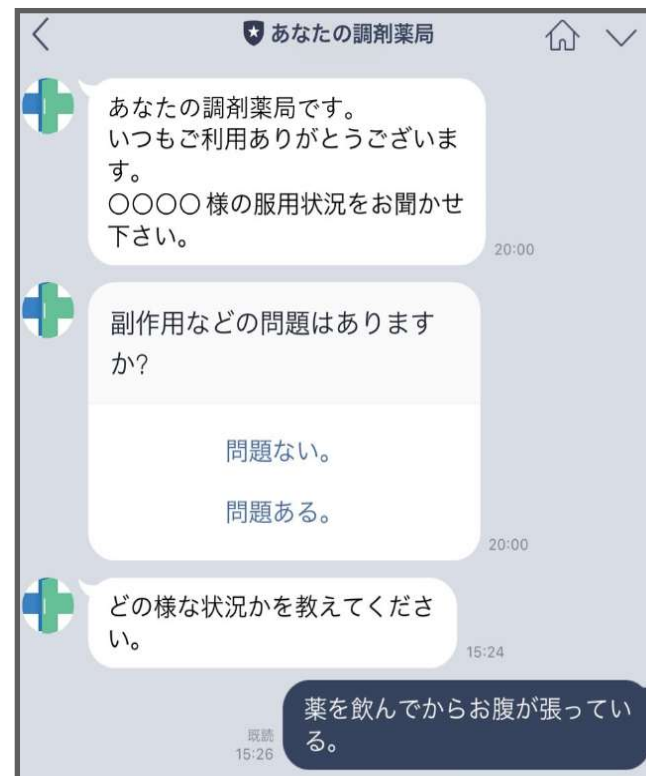 あなたの調剤薬局
あなたの調剤薬局です。
いつもご利用ありがとうございま
す。
○○○○様の服用状況をお聞かせ
下さい。
20:00
副作用などの問題はあります
か?
問題ない。
問題ある。
20:00
どの様な状況かを教えてくださ
い。
15:24
薬を飲んでからお腹が張ってい
る。
既読
15:26